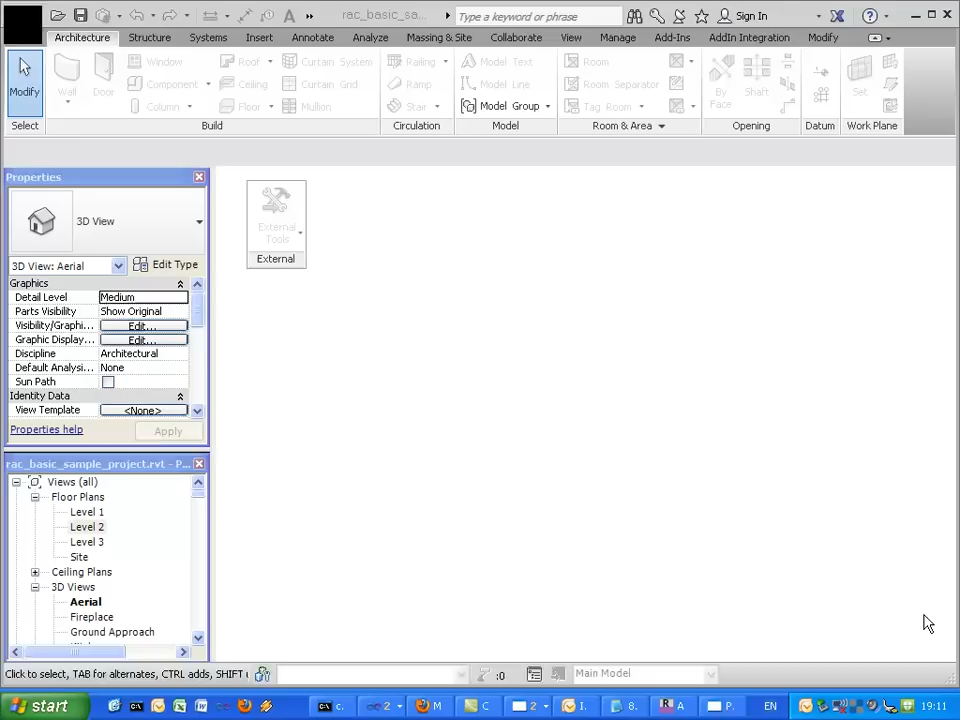 rac_basic_sa...
Type a keyword or phrase
Sign In
Architecture Structure Systems Insert Annotate Analyze Massing & Site Collaborate View Manage Add-Ins AddIn Integration Modify
Modify
Wall
Door
Window
Component
Column
Roof
Ceiling
Floor
Curtain System
Curtain Grid
Mullion
Railing
Ramp
Stair
Model Text
Model Line
Model Group
Room
Room Separator
Tag Room
By
Face
Shaft
Set
Select Build Circulation Model Room & Area Opening Datum Work Plane
Properties
3D View
3D View: Aerial Edit Type
Graphics
Detail Level Medium
Parts Visibility Show Original
Visibility/Graphi... Edit...
Graphic Display... Edit...
Discipline Architectural
Default Analysi... None
Sun Path
Identity Data
View Template <None>
Properties help Apply
External
Tools
External
rac_basic_sample_project.rvt - P...
Views (all)
Floor Plans
Level 1
Level 2
Level 3
Site
Ceiling Plans
3D Views
Aerial
Fireplace
Ground Approach
Click to select, TAB for alternates, CTRL adds, SHIFT
:0
Main Model
start
c.
2
M
C
2
I.
8.
A
P.
EN
19:11